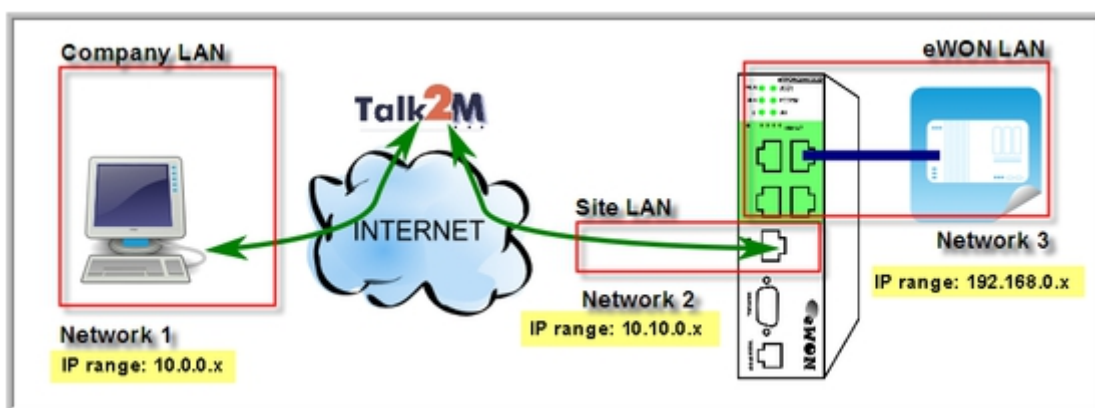 Company LAN
eWON LAN
Talk2M
Site LAN
INTERNET
Network 3
IP range: 192.168.0.x
Network 2
IP range: 10.10.0.x
Network 1
IP range: 10.0.0.x
eWON